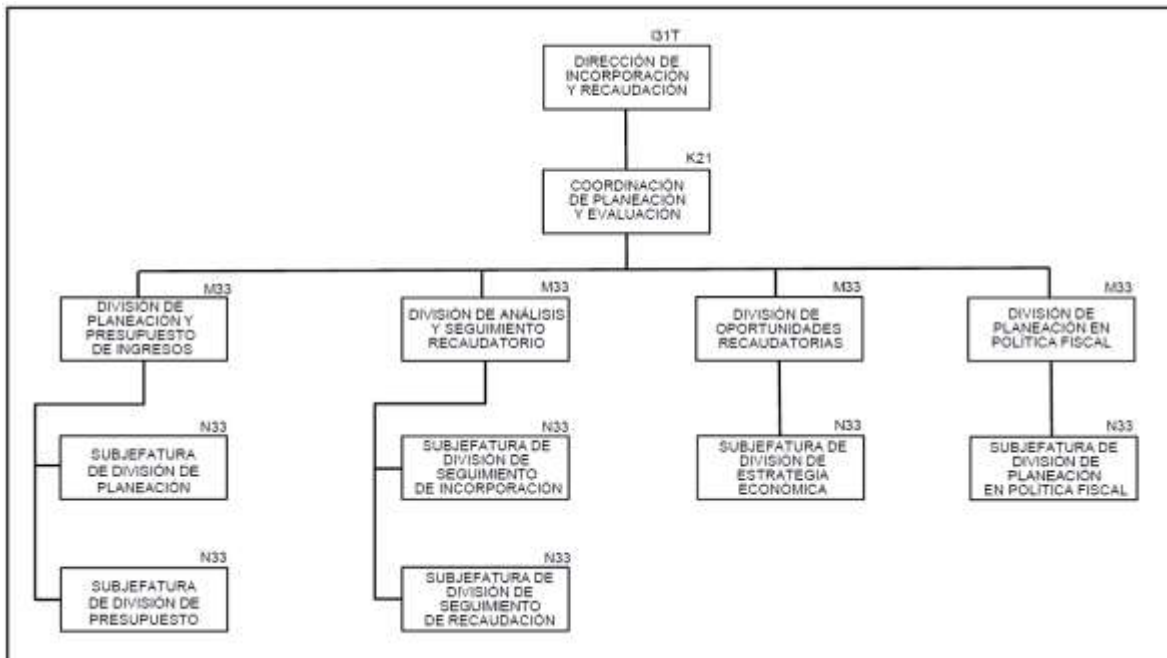 I31T
DIRECCIÓN DE
INCORPORACIÓN
Y RECAUDACIÓN
K21
COORDINACIÓN
DE PLANEACIÓN
Y EVALUACIÓN
M33
DIVISIÓN DE
PLANEACIÓN Y
PRESUPUESTO
DE INGRESOS
M33
DIVISIÓN DE ANÁLISIS
Y SEGUIMIENTO
RECAUDATORIO
M33
DIVISIÓN DE
OPORTUNIDADES
RECAUDATORIAS
M33
DIVISIÓN DE
PLANEACIÓN EN
POLÍTICA FISCAL
N33
SUBJEFATURA
DE DIVISIÓN DE
PLANEACIÓN
N33
SUBJEFATURA DE
DIVISIÓN DE
SEGUIMIENTO
DE INCORPORACIÓN
N33
SUBJEFATURA DE
DIVISIÓN DE
ESTRATEGIA
ECONÓMICA
N33
SUBJEFATURA DE
DIVISIÓN DE
PLANEACIÓN
EN POLÍTICA FISCAL
N33
SUBJEFATURA
DE DIVISIÓN DE
PRESUPUESTO
N33
SUBJEFATURA DE
DIVISIÓN DE
SEGUIMIENTO
DE RECAUDACIÓN